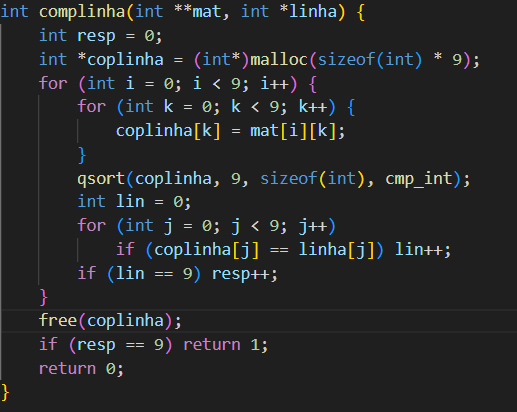 int complinha(int **mat, int *linha) {
    int resp = 0;
    int *coplinha = (int*)malloc(sizeof(int) * 9);
    for (int i = 0; i < 9; i++) {
        for (int k = 0; k < 9; k++) {
            coplinha[k] = mat[i][k];
        }
        qsort(coplinha, 9, sizeof(int), cmp_int);
        int lin = 0;
        for (int j = 0; j < 9; j++)
            if (coplinha[j] == linha[j]) lin++;
        if (lin == 9) resp++;
    }
    free(coplinha);
    if (resp == 9) return 1;
    return 0;
}